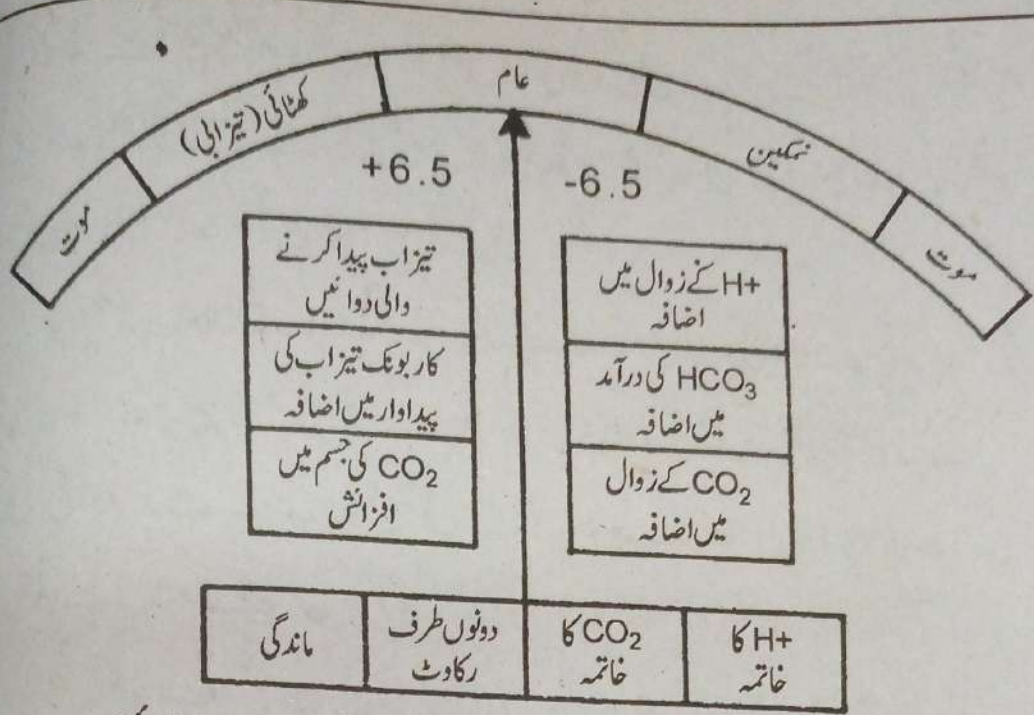 عام
کھٹائی (تیزابی)
نمکین
موت
موت
+6.5
-6.5
تیزاب پیدا کرنے
والی دوائیں
کاربونک تیزاب کی
پیداوار میں اضافہ
CO₂ کی جسم میں
افزائش
H+ کے زوال میں
اضافہ
HCO₃ کی درآمد
میں اضافہ
CO₂ کے زوال
میں اضافہ
H+ کا
خاتمہ
CO₂ کا
خاتمہ
دونوں طرف
رکاوٹ
ماندگی